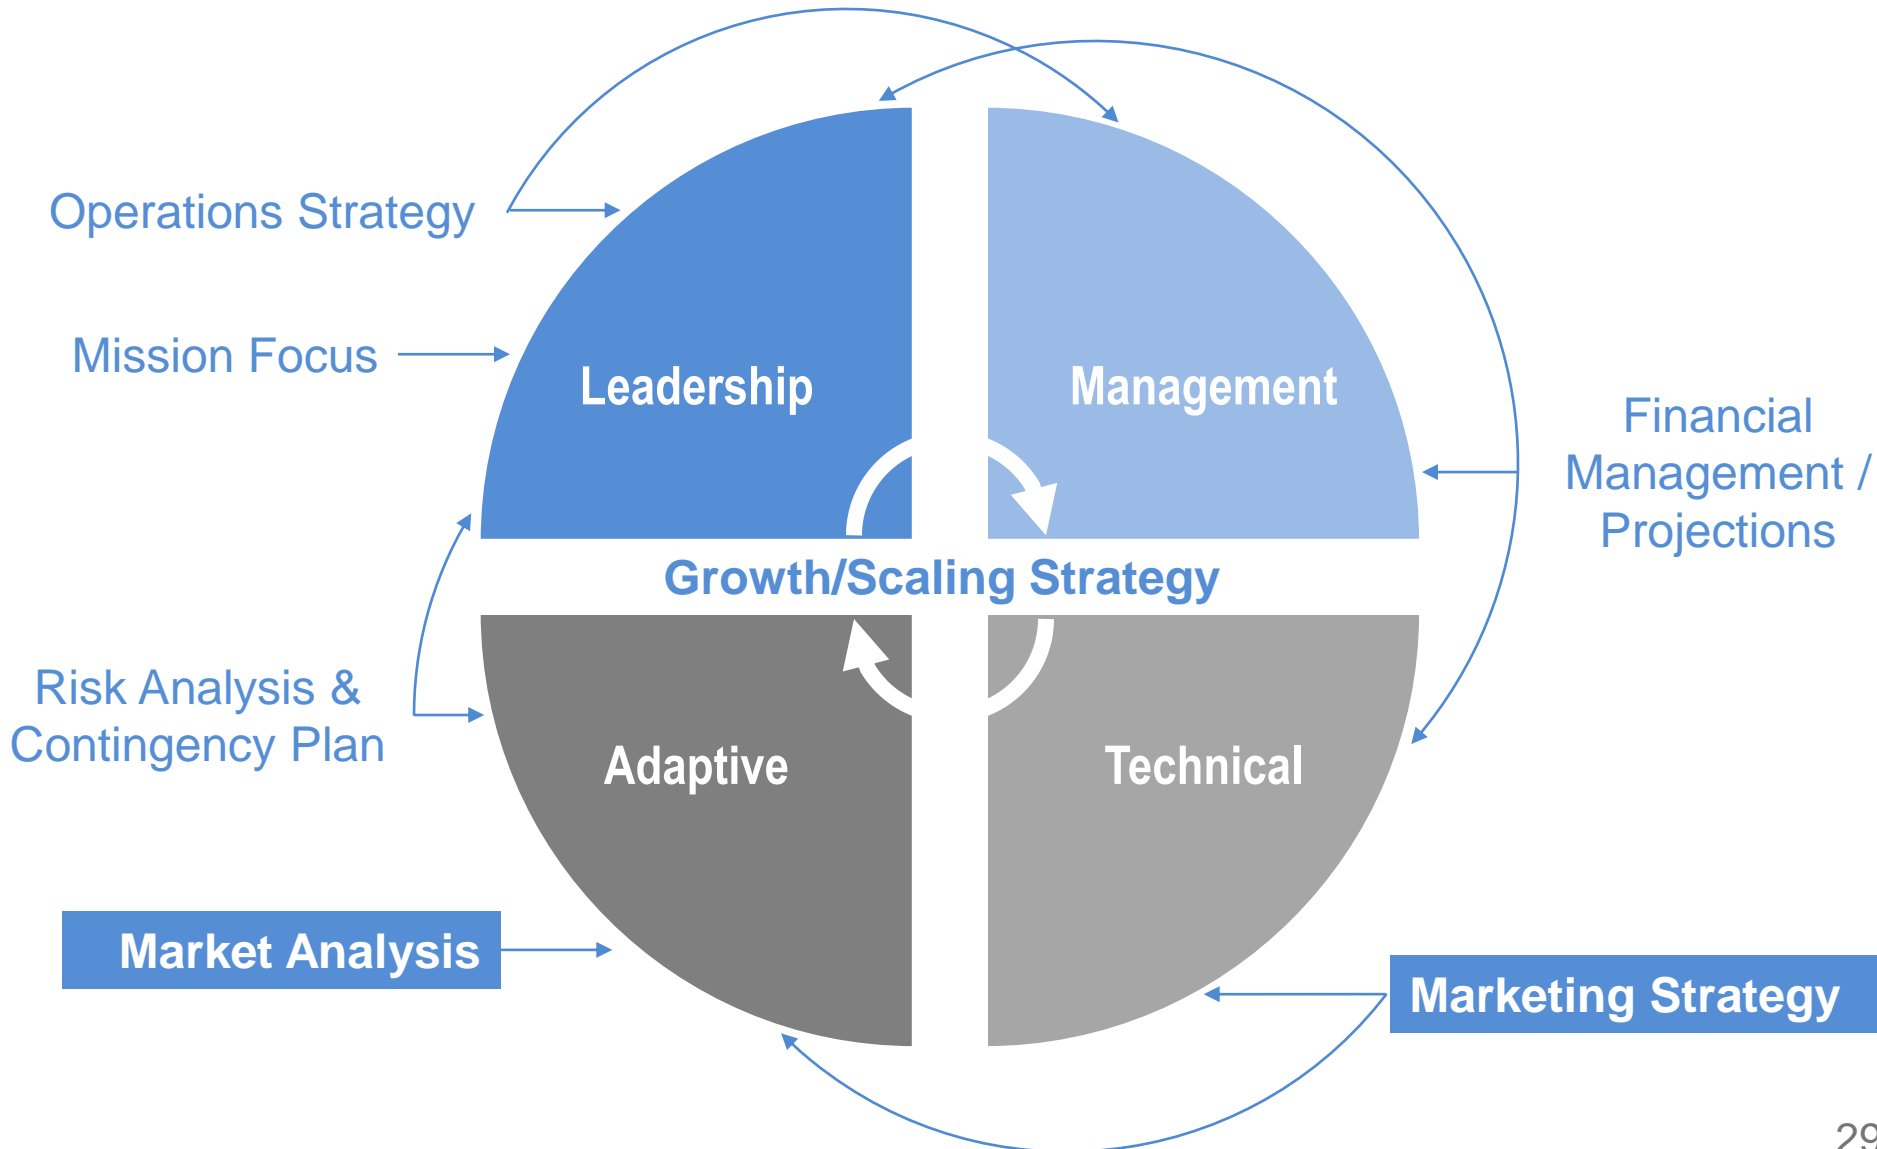 Operations Strategy
Mission Focus
Leadership
Management
Financial
Management /
Projections
Growth/Scaling Strategy
Risk Analysis &
Contingency Plan
Adaptive
Technical
Market Analysis
Marketing Strategy
29